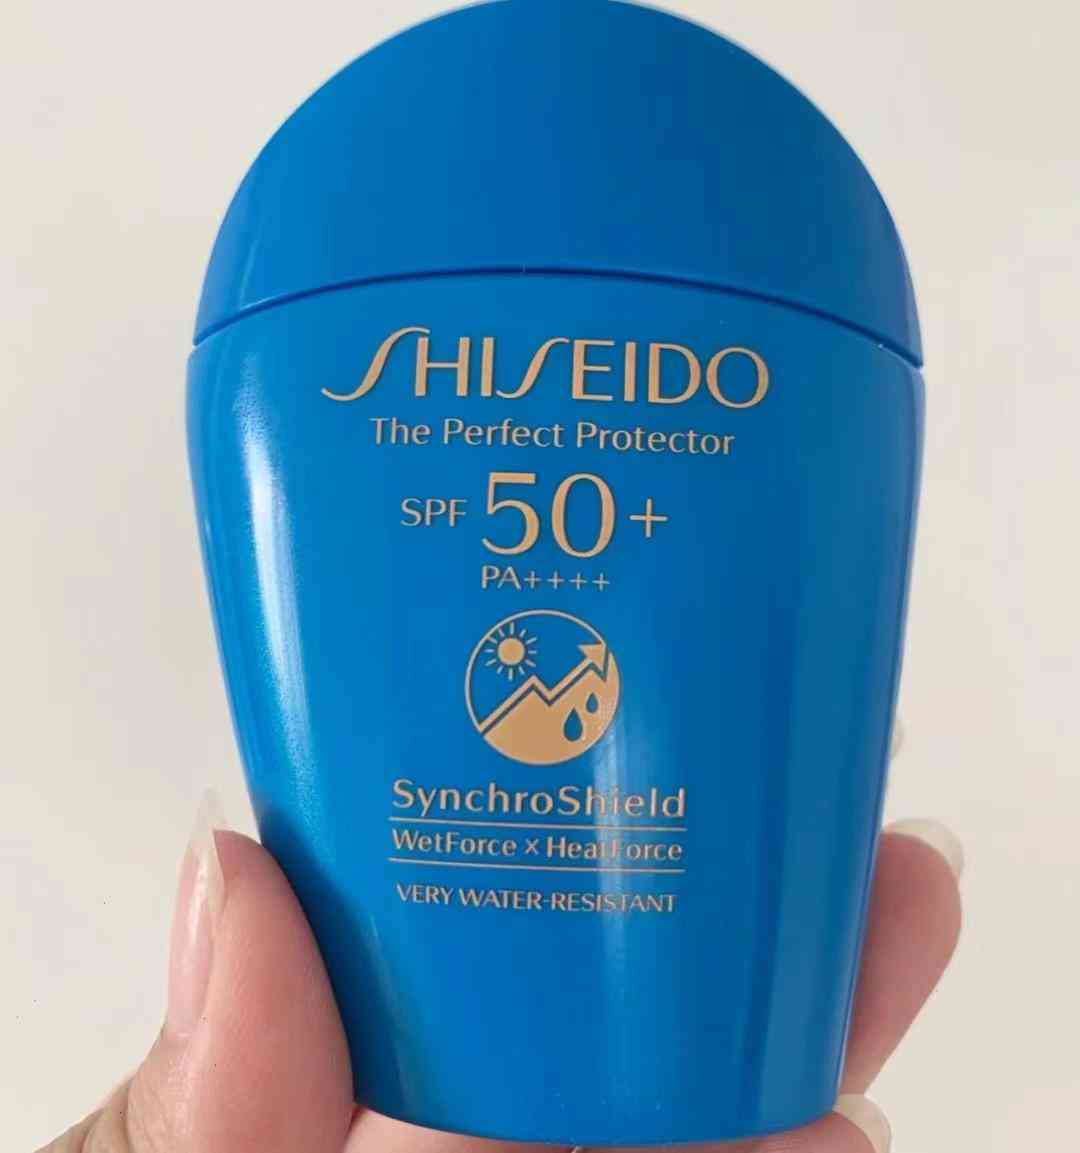 SHISEIDO
The Perfect Protector
SPF 50+
PA++++
SynchroShield
WetForce x HeatForce
VERY WATER-RESISTANT